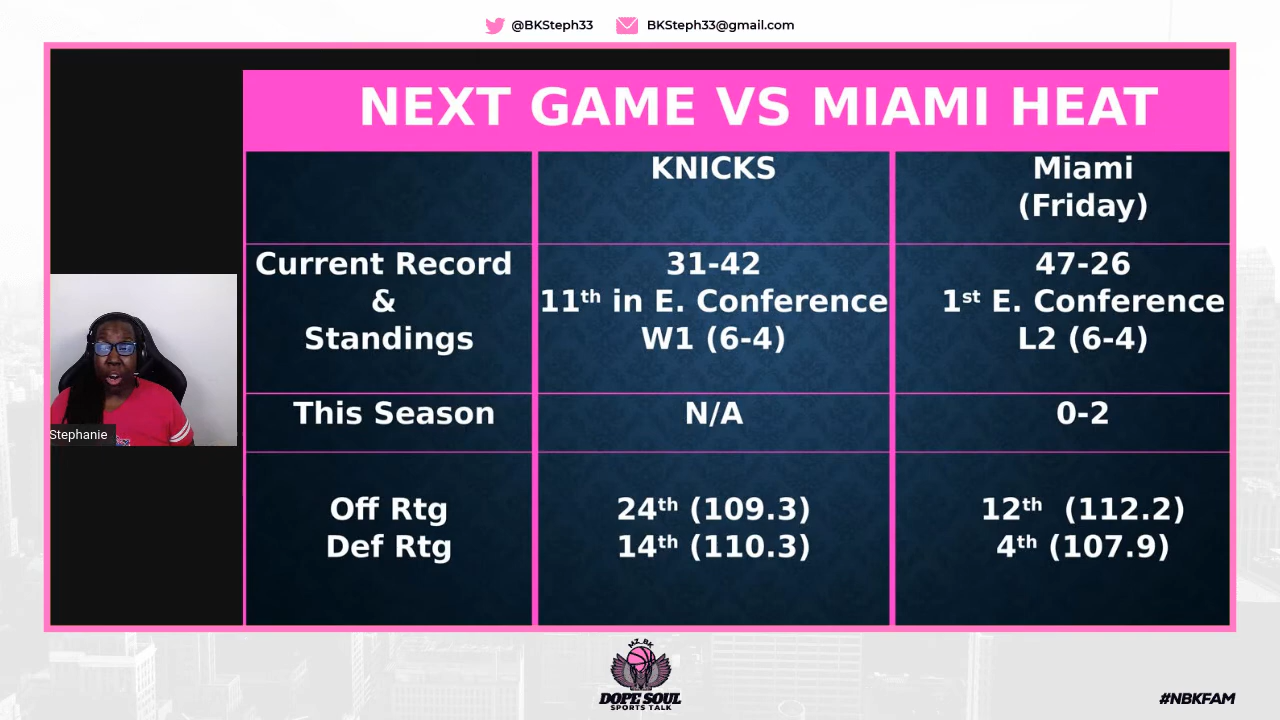 @BKSteph33 BKSteph33@gmail.com
NEXT GAME VS MIAMI HEAT
KNICKS
Miami
(Friday)
Current Record
&
Standings
31-42
11th in E. Conference
W1 (6-4)
47-26
1st E. Conference
L2 (6-4)
This Season
N/A
0-2
Off Rtg
Def Rtg
24th (109.3)
14th (110.3)
12th (112.2)
4th (107.9)
Stephanie
MZ. BK
DOPE SOUL
SPORTS TALK
#NBKFAM